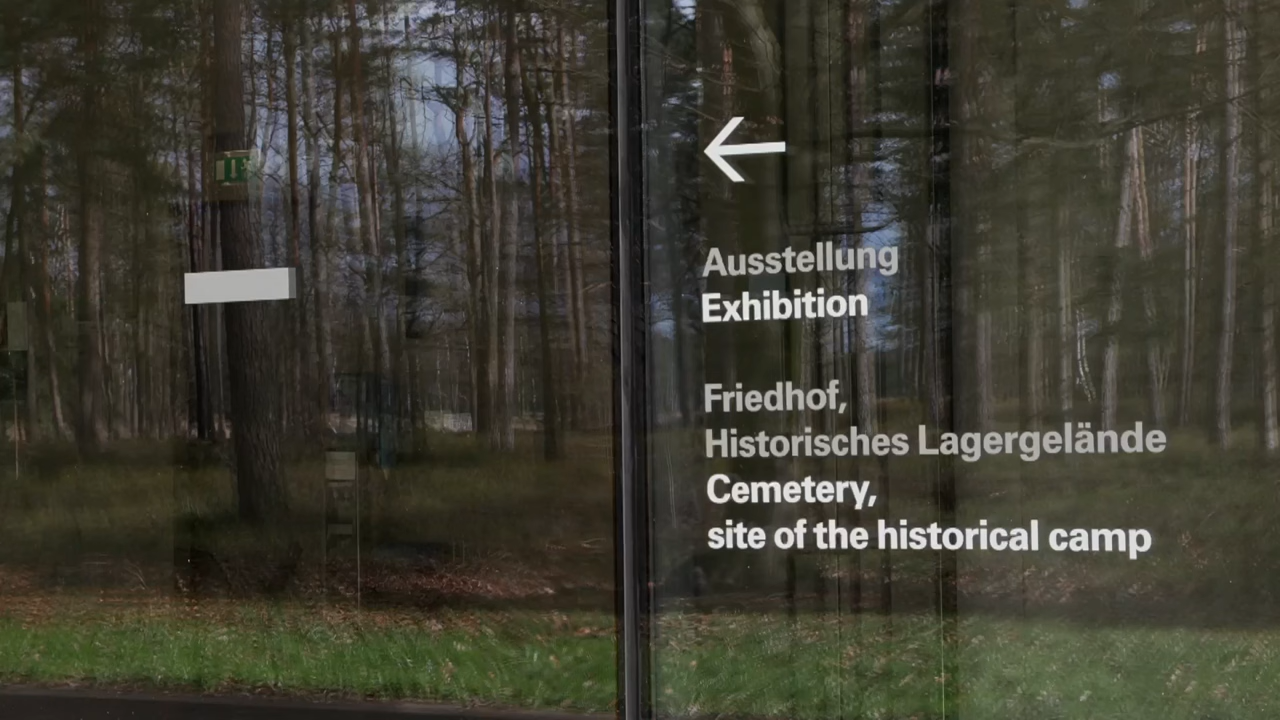 Ausstellung
Exhibition
Friedhof,
Historisches Lagergelände
Cemetery,
site of the historical camp